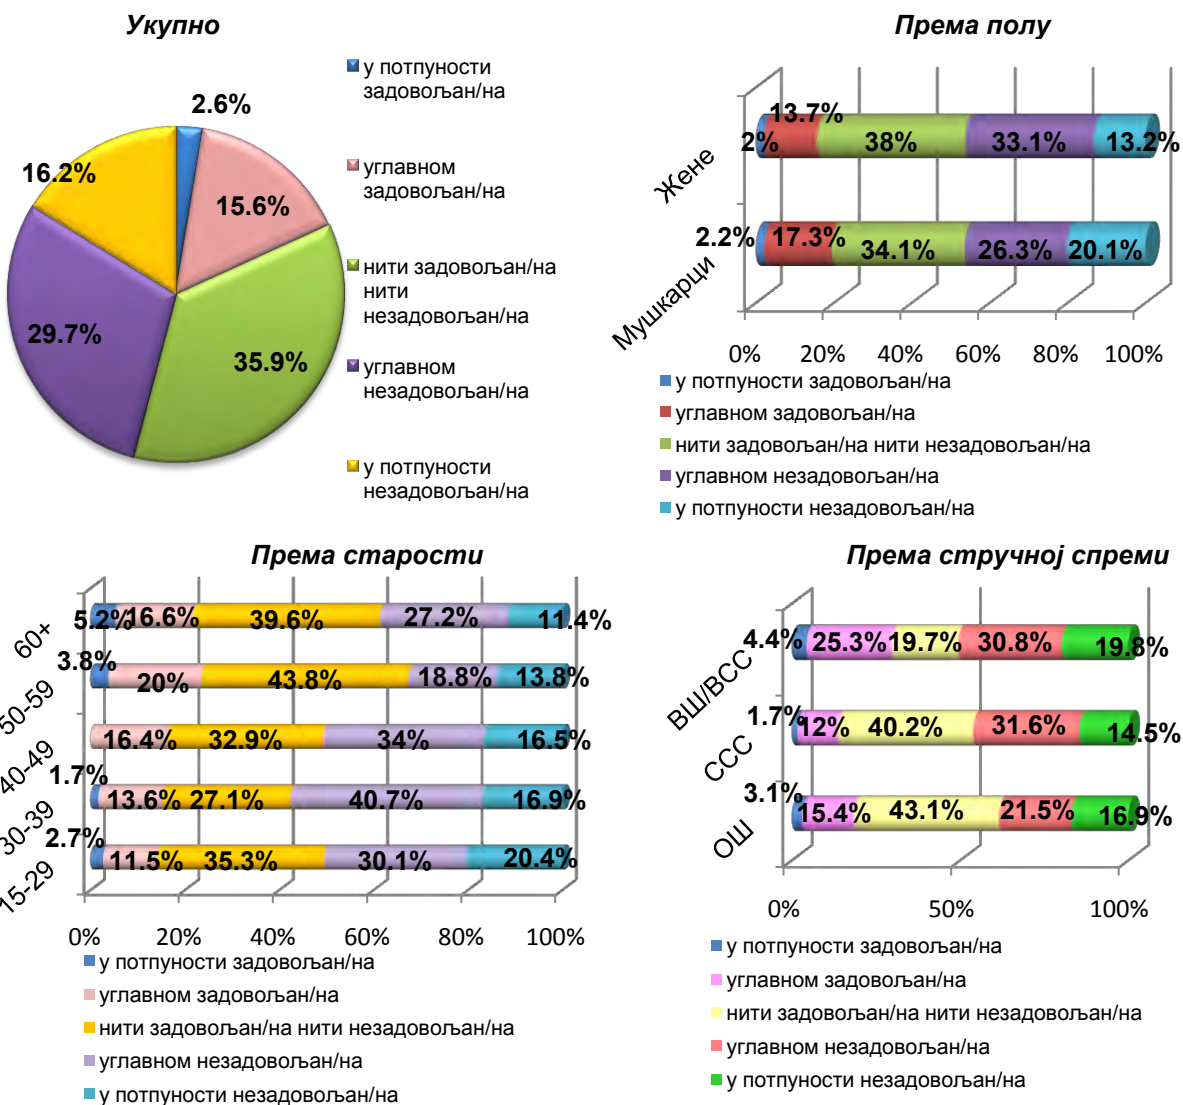 Укупно
2.6%
15.6%
35.9%
29.7%
16.2%
у потпуности
задовољан/на
углавном
задовољан/на
нити задовољан/на
нити
незадовољан/на
углавном
незадовољан/на
у потпуности
незадовољан/на
Према полу
Жене
2%
13.7%
38%
33.1%
13.2%
Мушкарци
2.2%
17.3%
34.1%
26.3%
20.1%
0% 20% 40% 60% 80% 100%
у потпуности задовољан/на
углавном задовољан/на
нити задовољан/на нити незадовољан/на
углавном незадовољан/на
у потпуности незадовољан/на
Према старости
60+
5.2% 16.6% 39.6% 27.2% 11.4%
50-59
3.8% 20% 43.8% 18.8% 13.8%
40-49
16.4% 32.9% 34% 16.5%
30-39
1.7% 13.6% 27.1% 40.7% 16.9%
15-29
2.7% 11.5% 35.3% 30.1% 20.4%
0% 20% 40% 60% 80% 100%
у потпуности задовољан/на
углавном задовољан/на
нити задовољан/на нити незадовољан/на
углавном незадовољан/на
у потпуности незадовољан/на
Према стручној спреми
ВШ/ВСС
4.4% 25.3% 19.7% 30.8% 19.8%
ССС
1.7% 12% 40.2% 31.6% 14.5%
ОШ
3.1% 15.4% 43.1% 21.5% 16.9%
0% 50% 100%
у потпуности задовољан/на
углавном задовољан/на
нити задовољан/на нити незадовољан/на
углавном незадовољан/на
у потпуности незадовољан/на